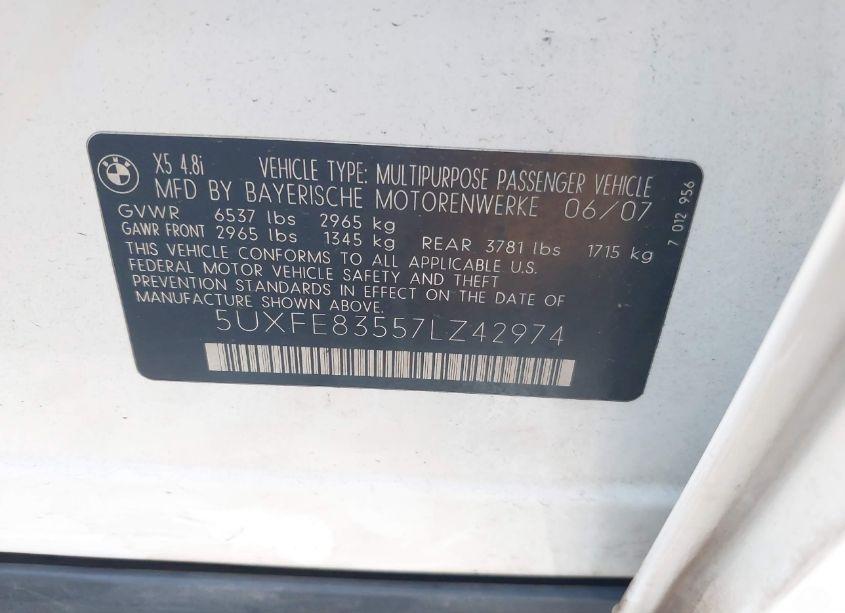 BMW
X5 4.8i VEHICLE TYPE: MULTIPURPOSE PASSENGER VEHICLE
MFD BY BAYERISCHE MOTORENWERKE 06/07
GVWR 6537 lbs 2965 kg
GAWR FRONT 2965 lbs 1345 kg REAR 3781 lbs 1715 kg
THIS VEHICLE CONFORMS TO ALL APPLICABLE U.S.
FEDERAL MOTOR VEHICLE SAFETY AND THEFT
PREVENTION STANDARDS IN EFFECT ON THE DATE OF
MANUFACTURE SHOWN ABOVE.
5UXFE83557LZ42974
7 012 956